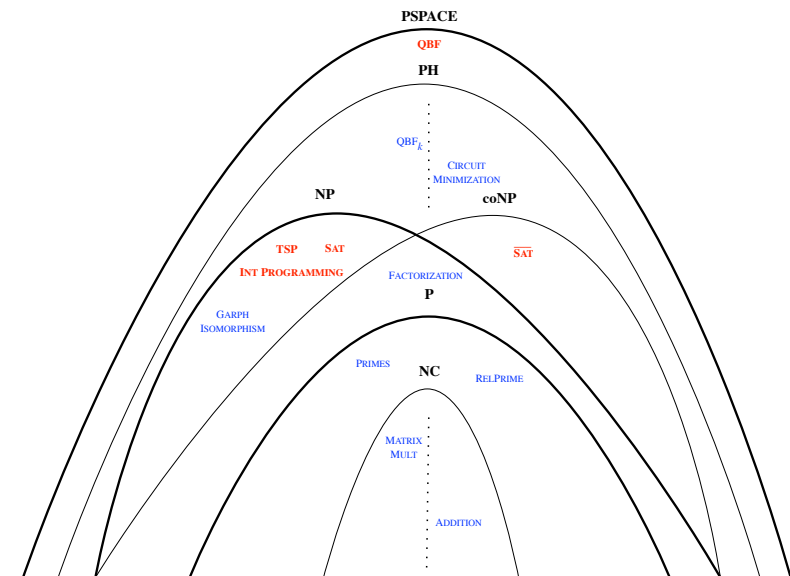 PSPACE
QBF
PH
QBFk
CIRCUIT
MINIMIZATION
NP
coNP
TSP
SAT
SAT
INT PROGRAMMING
FACTORIZATION
P
GARPH
ISOMORPHISM
PRIMES
NC
RELPRIME
MATRIX
MULT
ADDITION